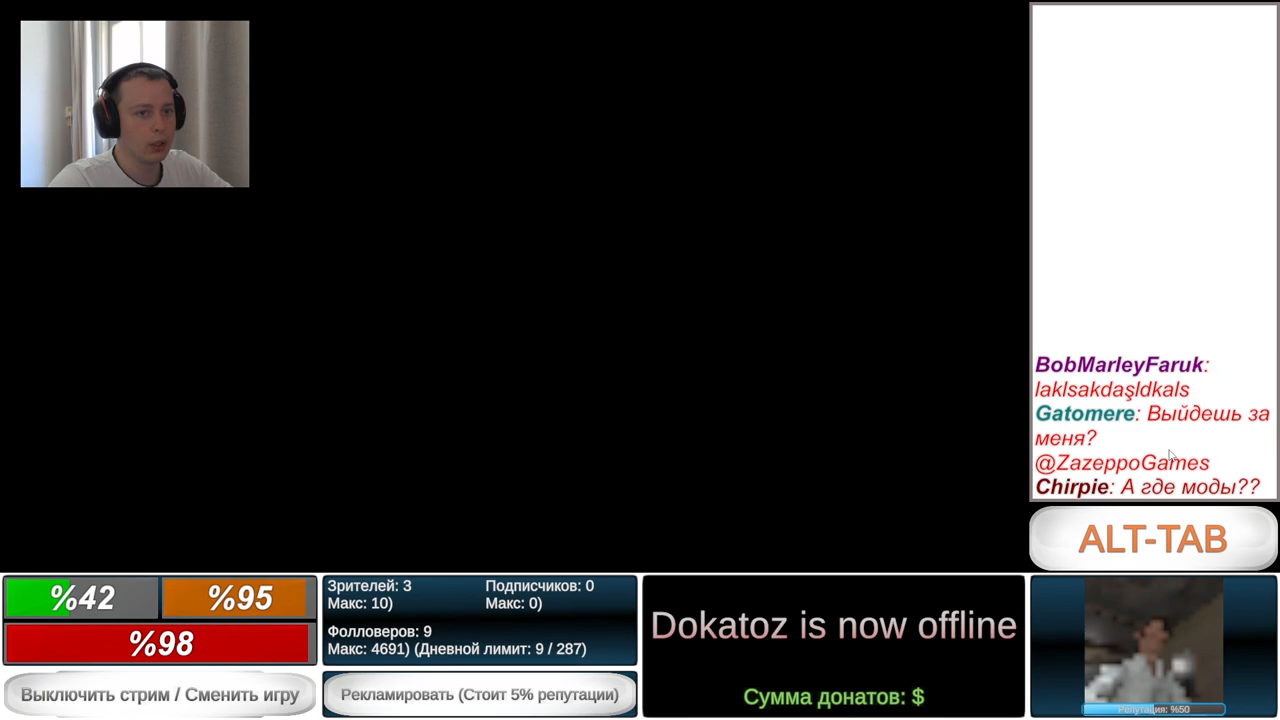 BobMarleyFaruk:
laklsakdaşldkals
Gatomere: Выйдешь за
меня?
@ZazeppoGames
Chirpie: А где моды??
ALT-TAB
%42
%95
%98
Зрителей: 3
Макс: 10)
Подписчиков: 0
Макс: 0)
Фолловеров: 9
Макс: 4691) (Дневной лимит: 9 / 287)
Выключить стрим / Сменить игру
Рекламировать (Стоит 5% репутации)
Dokatoz is now offline
Сумма донатов: $
Репутация: %50